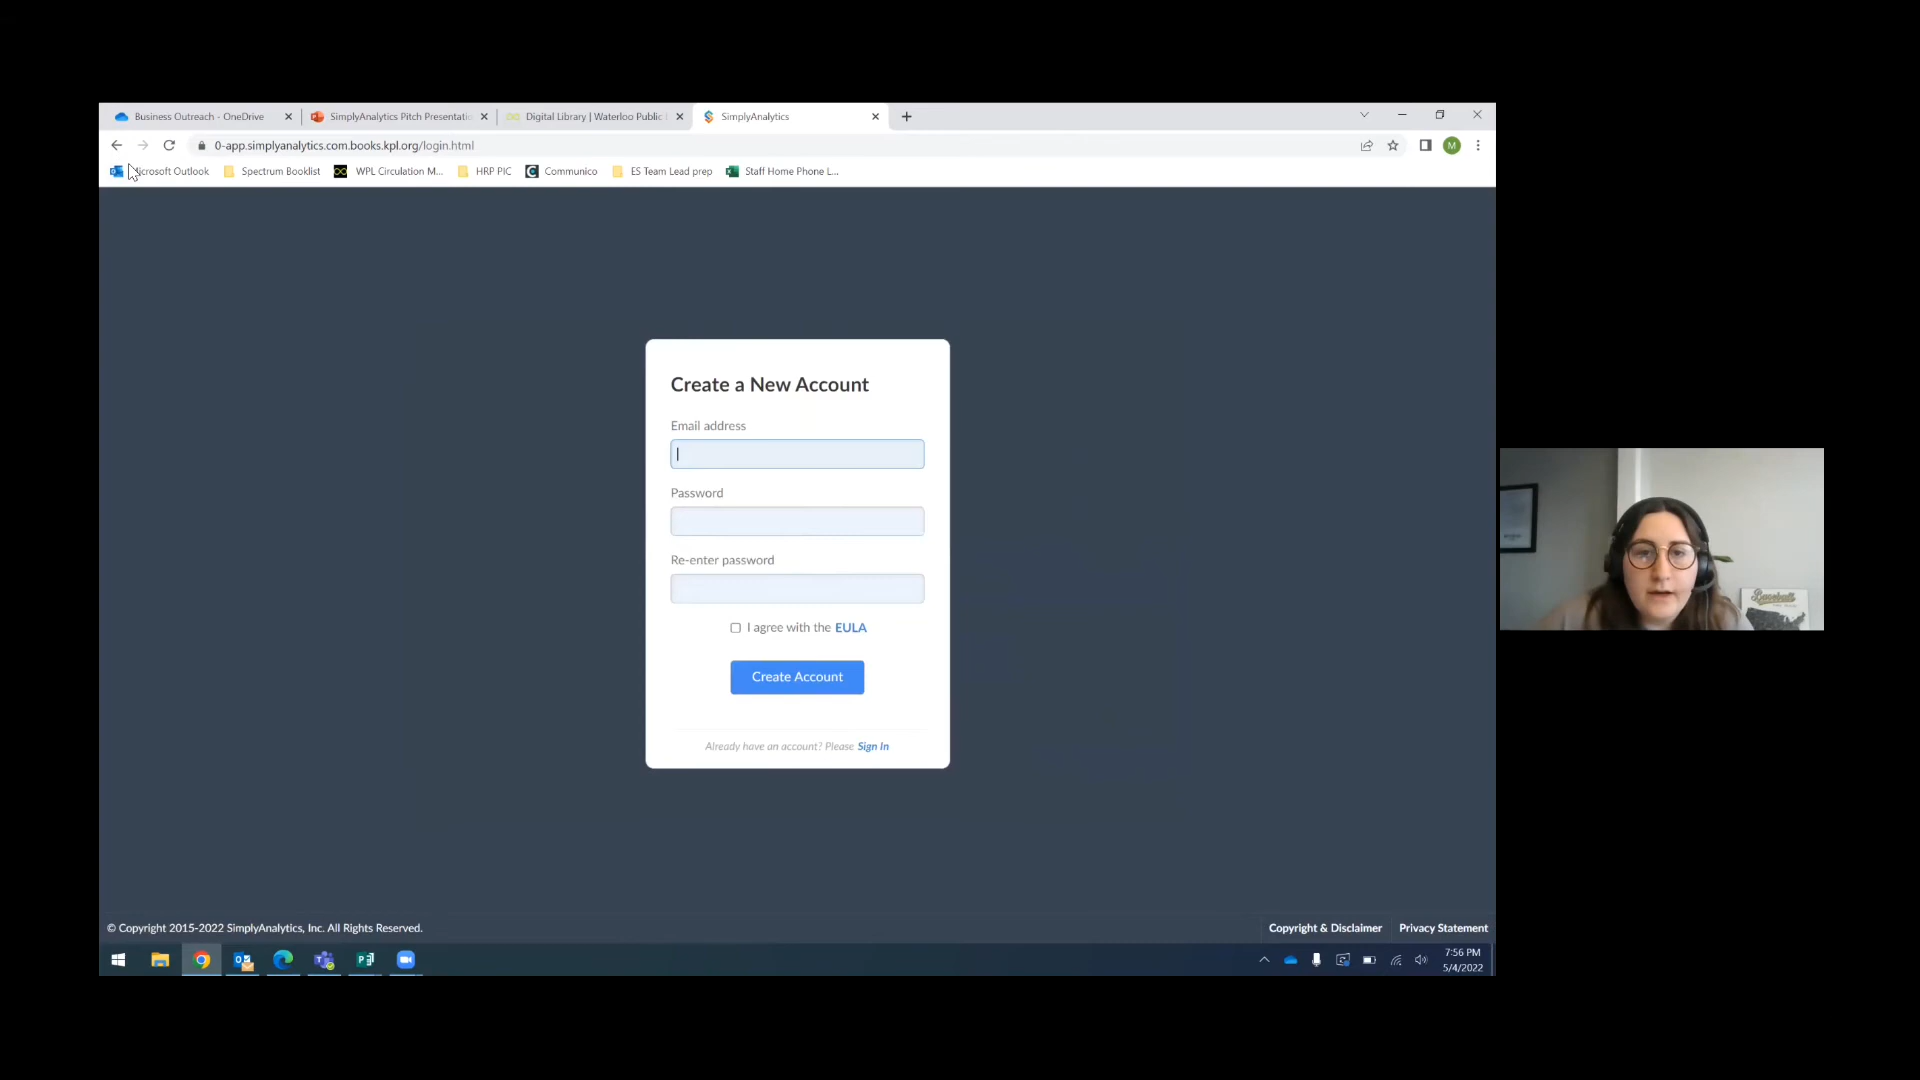 Business Outreach - OneDrive
SimplyAnalytics Pitch Presentatic
Digital Library | Waterloo Public
SimplyAnalytics
0-app.simplyanalytics.com.books.kpl.org/login.html
M
crosoft Outlook
Spectrum Booklist
WPL Circulation M...
HRP PIC
Communico
ES Team Lead prep
Staff Home Phone L...
Create a New Account
Email address
Password
Re-enter password
I agree with the EULA
Create Account
Already have an account? Please Sign In
Baseball
© Copyright 2015-2022 SimplyAnalytics, Inc. All Rights Reserved.
Copyright & Disclaimer
Privacy Statement
7:56 PM
5/4/2022